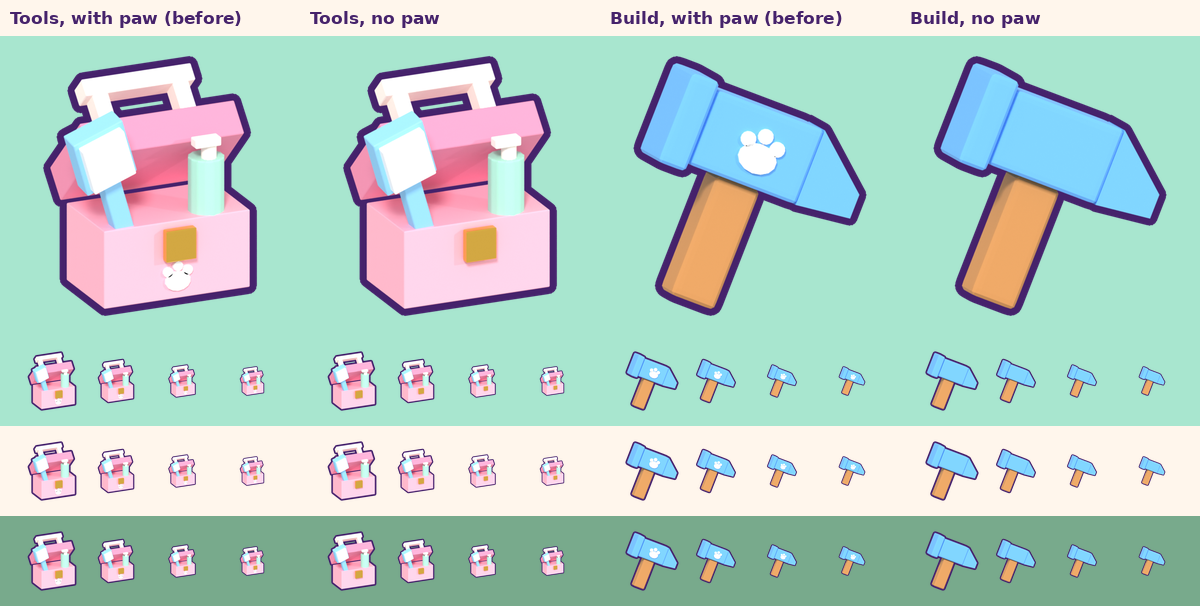 Tools, with paw (before)
Tools, no paw
Build, with paw (before)
Build, no paw